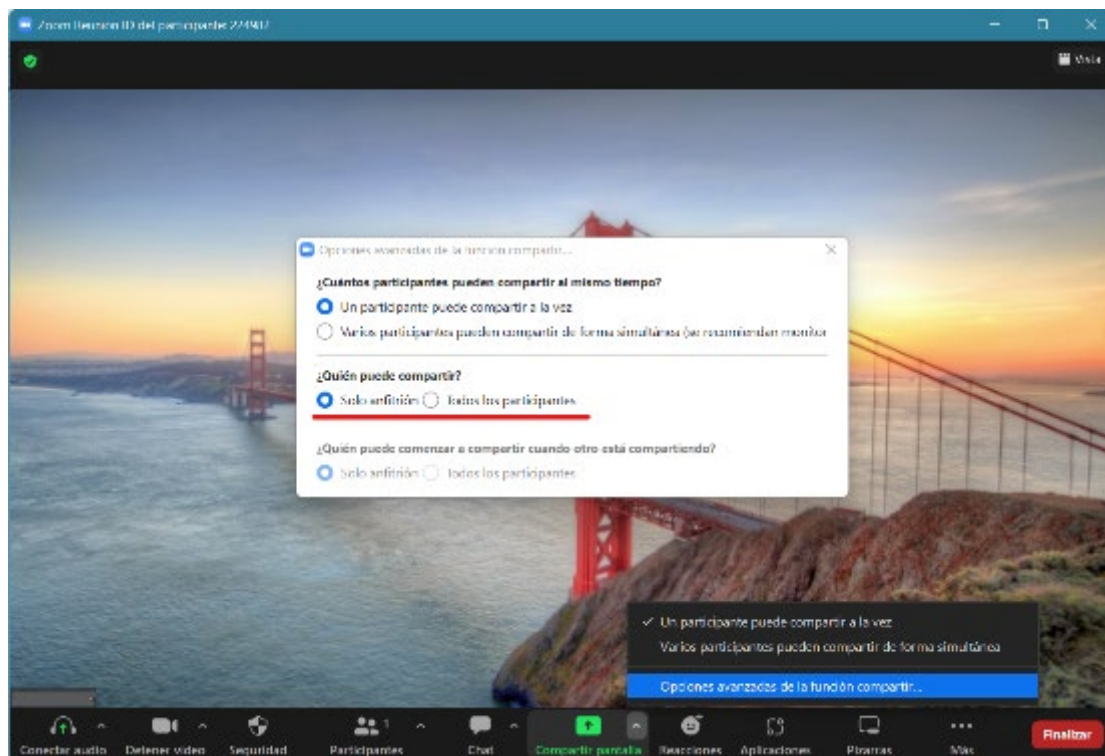 Zoom Reunión ID del participante: 224982
Vista
Opciones avanzadas de la función compartir...
¿Cuántos participantes pueden compartir al mismo tiempo?
Un participante puede compartir a la vez
Varios participantes pueden compartir de forma simultánea (se recomiendan monitor
¿Quién puede compartir?
Solo anfitrión Todos los participantes
¿Quién puede comenzar a compartir cuando otro está compartiendo?
Solo anfitrión Todos los participantes
Un participante puede compartir a la vez
Varios participantes pueden compartir de forma simultánea
Opciones avanzadas de la función compartir...
1
Conectar audio Detener video Seguridad Participantes Chat Compartir pantalla Reacciones Aplicaciones Pizarras Más Finalizar